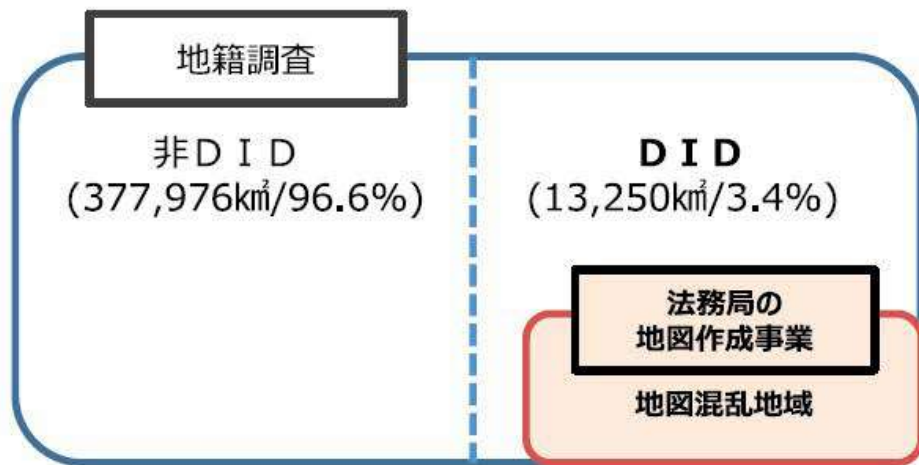 地籍調査
非ＤＩＤ
(377,976㎢/96.6%)
ＤＩＤ
(13,250㎢/3.4%)
法務局の
地図作成事業
地図混乱地域